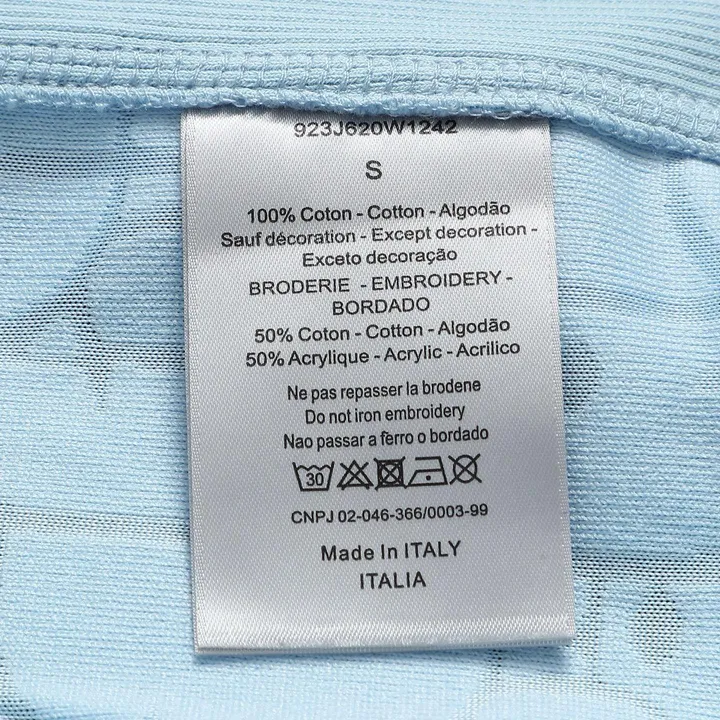 923J620W1242
S
100% Coton - Cotton - Algodão
Sauf décoration - Except decoration -
Exceto decoração
BRODERIE - EMBROIDERY -
BORDADO
50% Coton - Cotton - Algodão
50% Acrylique - Acrylic - Acrilico
Ne pas repasser la brodene
Do not iron embroidery
Nao passar a ferro o bordado
30
CNPJ 02-046-366/0003-99
Made In ITALY
ITALIA